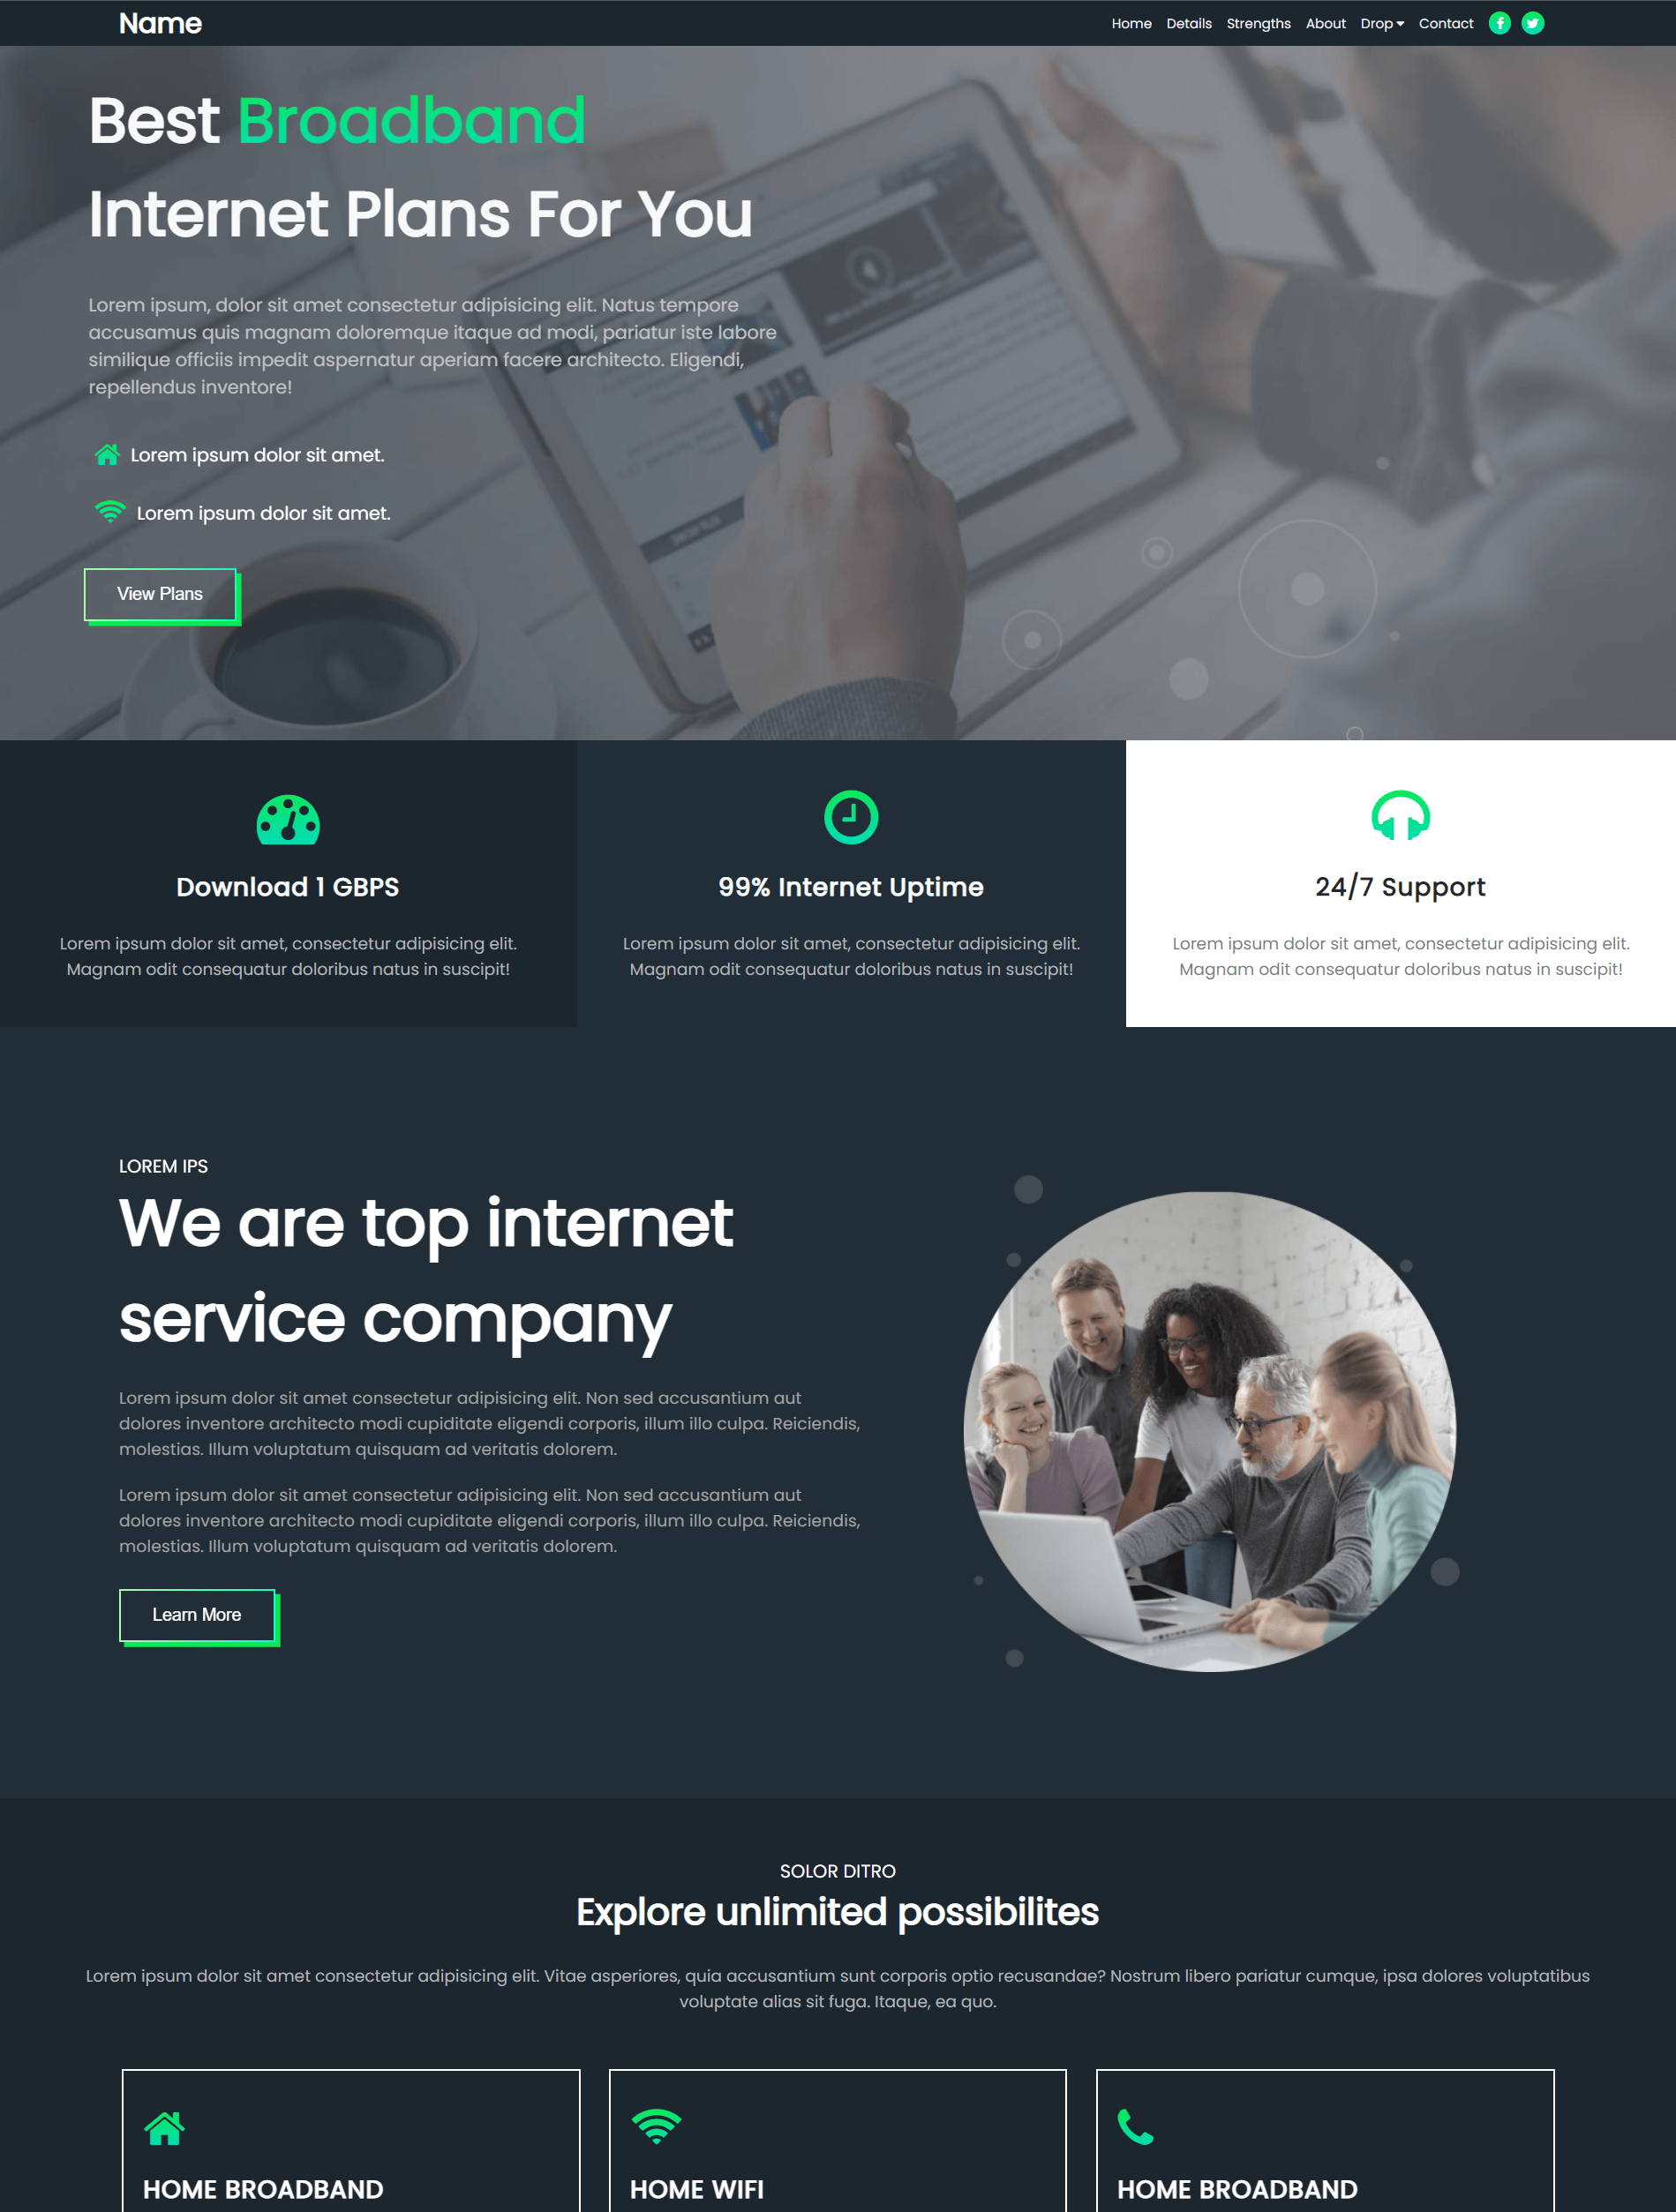 Name
Home Details Strengths About Drop Contact
Best Broadband
Internet Plans For You
Lorem ipsum, dolor sit amet consectetur adipisicing elit. Natus tempore
accusamus quis magnam doloremque itaque ad modi, pariatur iste labore
similique officiis impedit aspernatur aperiam facere architecto. Eligendi,
repellendus inventore!
Lorem ipsum dolor sit amet.
Lorem ipsum dolor sit amet.
View Plans
Download 1 GBPS
Lorem ipsum dolor sit amet, consectetur adipisicing elit.
Magnam odit consequatur doloribus natus in suscipit!
99% Internet Uptime
Lorem ipsum dolor sit amet, consectetur adipisicing elit.
Magnam odit consequatur doloribus natus in suscipit!
24/7 Support
Lorem ipsum dolor sit amet, consectetur adipisicing elit.
Magnam odit consequatur doloribus natus in suscipit!
LOREM IPS
We are top internet
service company
Lorem ipsum dolor sit amet consectetur adipisicing elit. Non sed accusantium aut
dolores inventore architecto modi cupiditate eligendi corporis, illum illo culpa. Reiciendis,
molestias. Illum voluptatum quisquam ad veritatis dolorem.
Lorem ipsum dolor sit amet consectetur adipisicing elit. Non sed accusantium aut
dolores inventore architecto modi cupiditate eligendi corporis, illum illo culpa. Reiciendis,
molestias. Illum voluptatum quisquam ad veritatis dolorem.
Learn More
SOLOR DITRO
Explore unlimited possibilites
Lorem ipsum dolor sit amet consectetur adipisicing elit. Vitae asperiores, quia accusantium sunt corporis optio recusandae? Nostrum libero pariatur cumque, ipsa dolores voluptatibus
voluptate alias sit fuga. Itaque, ea quo.
HOME BROADBAND
HOME WIFI
HOME BROADBAND